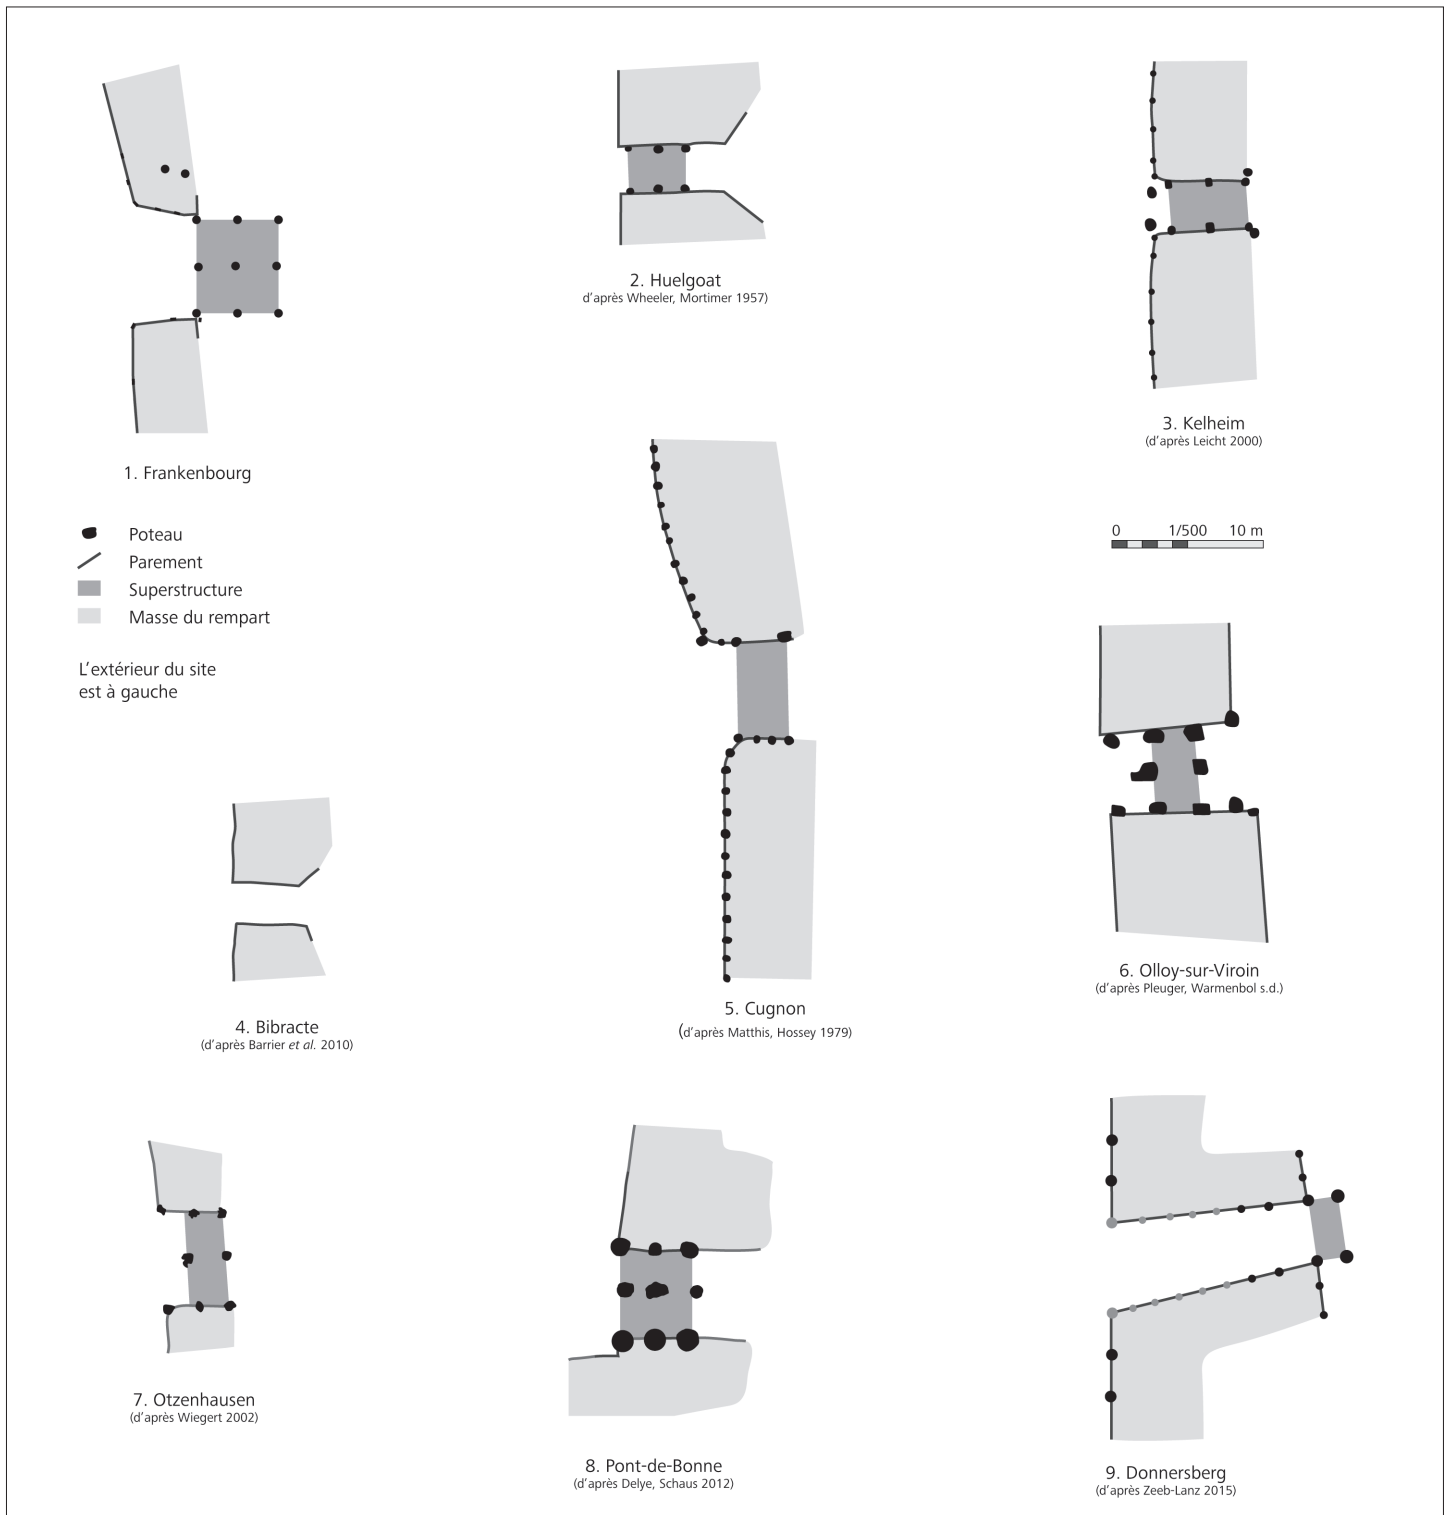 1. Frankenbourg
2. Huelgoat
d'après Wheeler, Mortimer 1957)
3. Kelheim
(d'après Leicht 2000)
Poteau
Parement
Superstructure
Masse du rempart
L'extérieur du site
est à gauche
0 1/500 10 m
4. Bibracte
(d'après Barrier et al. 2010)
5. Cugnon
(d'après Matthis, Hossey 1979)
6. Olloy-sur-Viroin
(d'après Pleuger, Warmenbol s.d.)
7. Otzenhausen
(d'après Wiegert 2002)
8. Pont-de-Bonne
(d'après Delye, Schaus 2012)
9. Donnersberg
(d'après Zeeb-Lanz 2015)